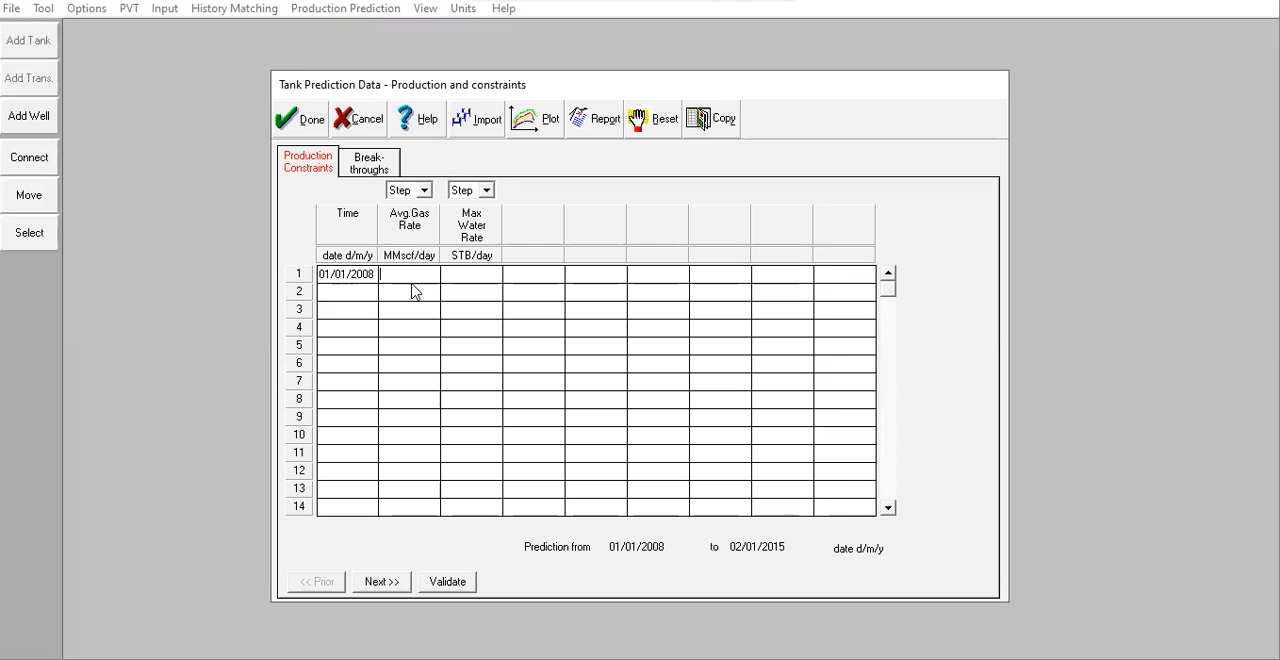 File Tool Options PVT Input History Matching Production Prediction View Units Help
Add Tank
Add Trans.
Add Well
Connect
Move
Select
Tank Prediction Data - Production and constraints
Done Cancel Help Import Plot Report Reset Copy
Production
Constraints
Break-
throughs
Step Step
Time Avg.Gas
Rate Max
Water
Rate
date d/m/y MMscf/day STB/day
1 01/01/2008
2
3
4
5
6
7
8
9
10
11
12
13
14
Prediction from 01/01/2008 to 02/01/2015 date d/m/y
<< Prior Next >> Validate